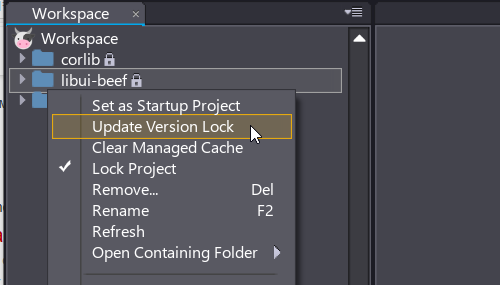 Workspace
Workspace
corlib
libui-beef
Set as Startup Project
Update Version Lock
Clear Managed Cache
Lock Project
Remove... Del
Rename F2
Refresh
Open Containing Folder